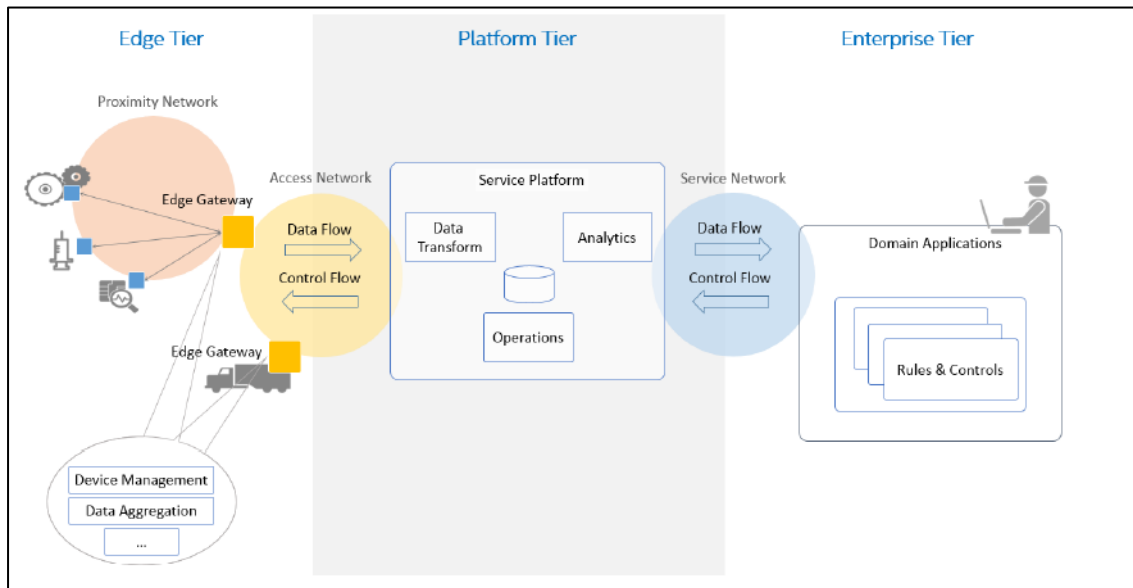 Edge Tier
Platform Tier
Enterprise Tier
Proximity Network
Edge Gateway
Access Network
Data Flow
Control Flow
Edge Gateway
Device Management
Data Aggregation
...
Service Platform
Data
Transform
Analytics
Operations
Service Network
Data Flow
Control Flow
Domain Applications
Rules & Controls